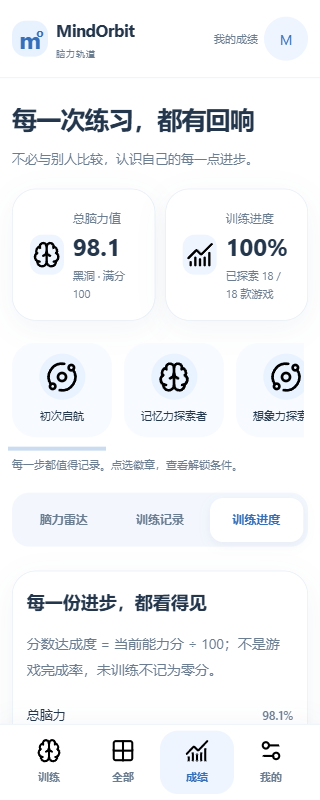 m
MindOrbit
脑力轨道
我的成绩
M
每一次练习，都有回响
不必与别人比较，认识自己的每一点进步。
总脑力值
98.1
黑洞 · 满分
100
训练进度
100%
已探索 18 /
18 款游戏
初次启航
记忆力探索者
想象力探索
每一步都值得记录。点选徽章，查看解锁条件。
脑力雷达
训练记录
训练进度
每一份进步，都看得见
分数达成度 = 当前能力分 ÷ 100；不是游
戏完成率，未训练不记为零分。
总脑力
98.1%
训练
全部
成绩
我的